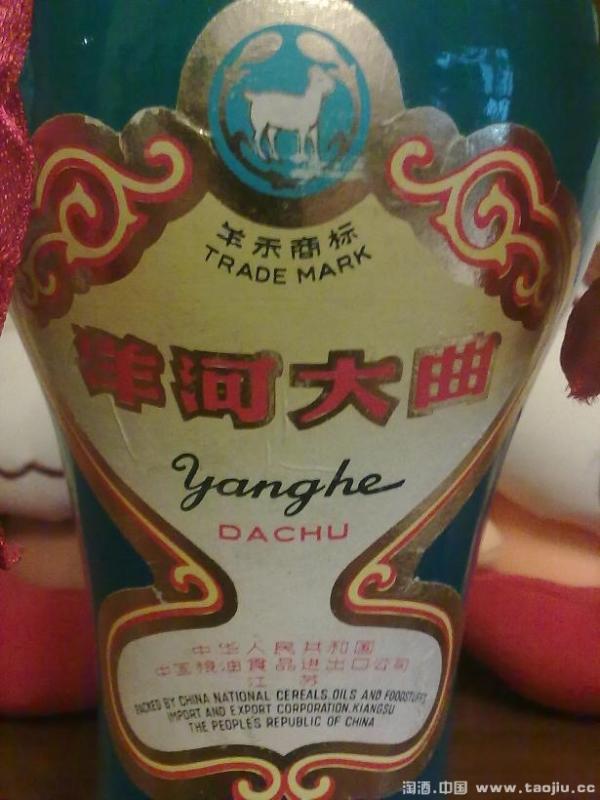 羊禾商标
TRADE MARK
洋河大曲
Yanghe
DACHU
中华人民共和国
中国粮油食品进出口公司
江苏
PACKED BY CHINA NATIONAL CEREALS, OILS AND FOODSTUFFS
IMPORT AND EXPORT CORPORATION, KIANGSU
THE PEOPLE'S REPUBLIC OF CHINA
淘酒.中国 www.taojiu.cc